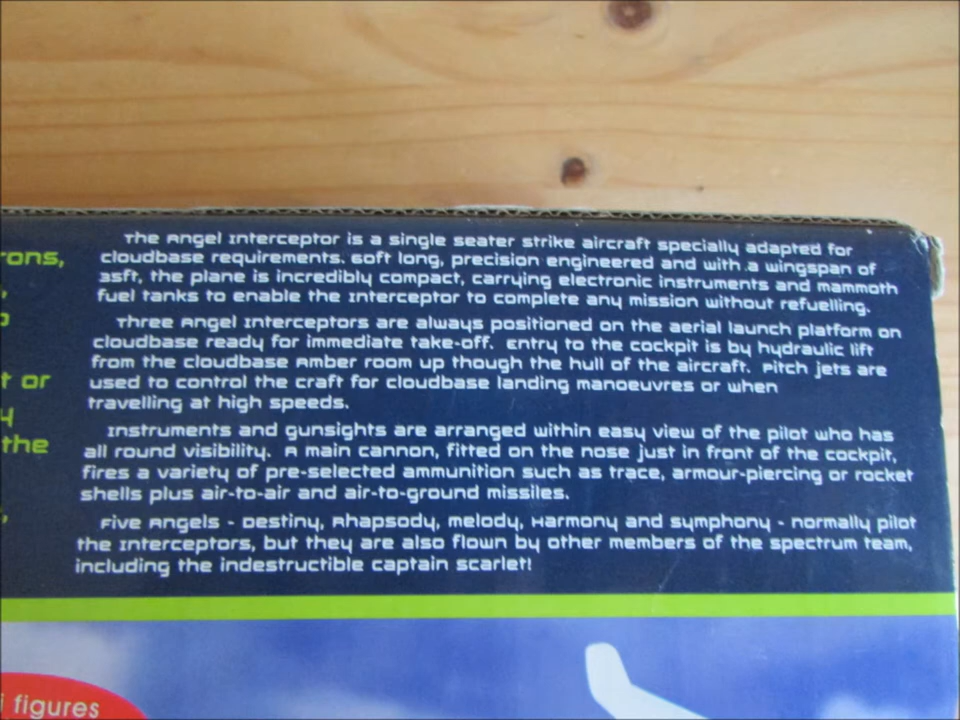 rons,
t or
y
the
The Angel Interceptor is a single seater strike aircraft specially adapted for
cloudbase requirements. 60ft long, precision engineered and with a wingspan of
35ft, the plane is incredibly compact, carrying electronic instruments and mammoth
fuel tanks to enable the Interceptor to complete any mission without refuelling.
Three Angel Interceptors are always positioned on the aerial launch platform on
cloudbase ready for immediate take-off. Entry to the cockpit is by hydraulic lift
from the cloudbase Amber room up though the hull of the aircraft. Pitch jets are
used to control the craft for cloudbase landing manoeuvres or when
travelling at high speeds.
Instruments and gunsights are arranged within easy view of the pilot who has
all round visibility. A main cannon, fitted on the nose just in front of the cockpit,
fires a variety of pre-selected ammunition such as trace, armour-piercing or rocket
shells plus air-to-air and air-to-ground missiles.
Five Angels - Destiny, Rhapsody, melody, Harmony and symphony - normally pilot
the Interceptors, but they are also flown by other members of the spectrum team,
including the indestructible captain scarlet!
i figures